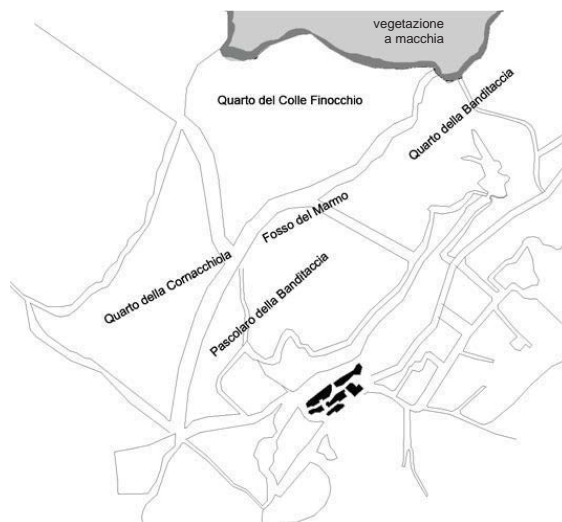 vegetazione
a macchia
Quarto del Colle Finocchio
Quarto della Banditaccia
Fosso del Marmo
Quarto della Cornacchiola
Pascolaro della Banditaccia